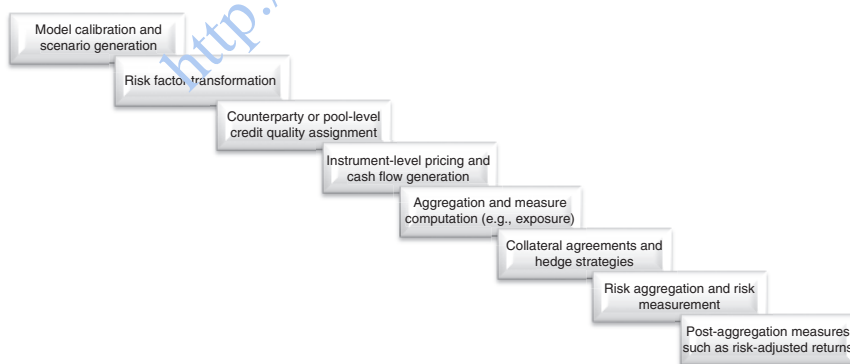 http:/
Model calibration and
scenario generation
Risk factor transformation
Counterparty or pool-level
credit quality assignment
Instrument-level pricing and
cash flow generation
Aggregation and measure
computation (e.g., exposure)
Collateral agreements and
hedge strategies
Risk aggregation and risk
measurement
Post-aggregation measures
such as risk-adjusted returns